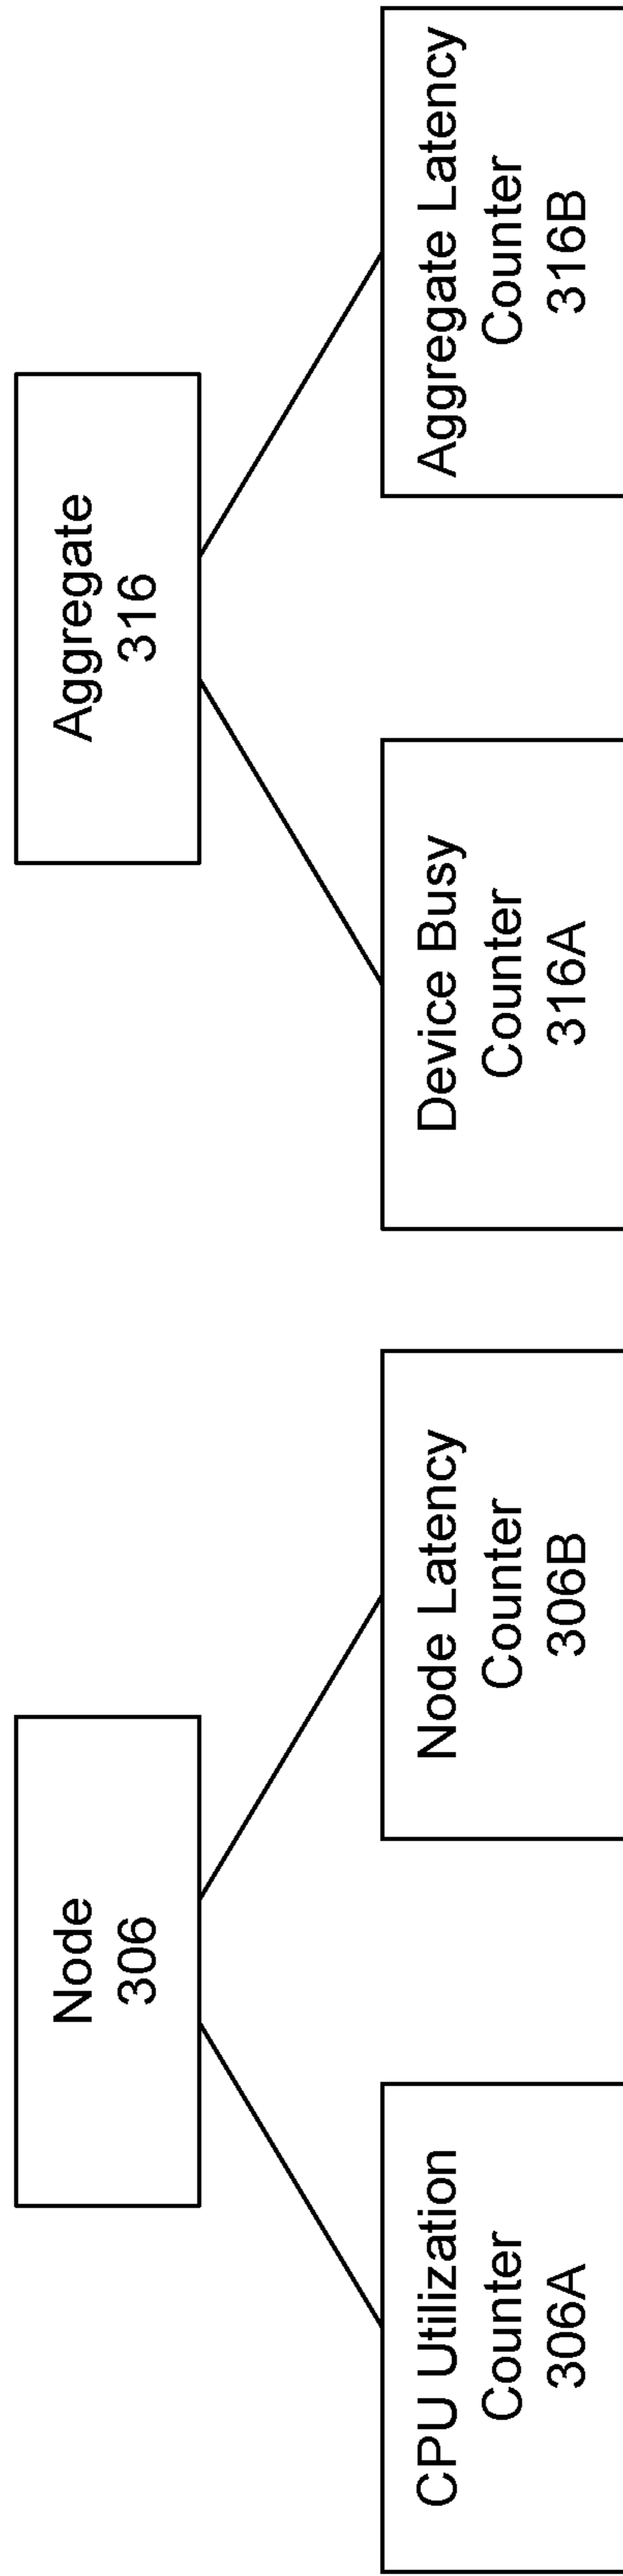 Node
306
Aggregate
316
CPU Utilization
Counter
306A
Node Latency
Counter
306B
Device Busy
Counter
316A
Aggregate Latency
Counter
316B